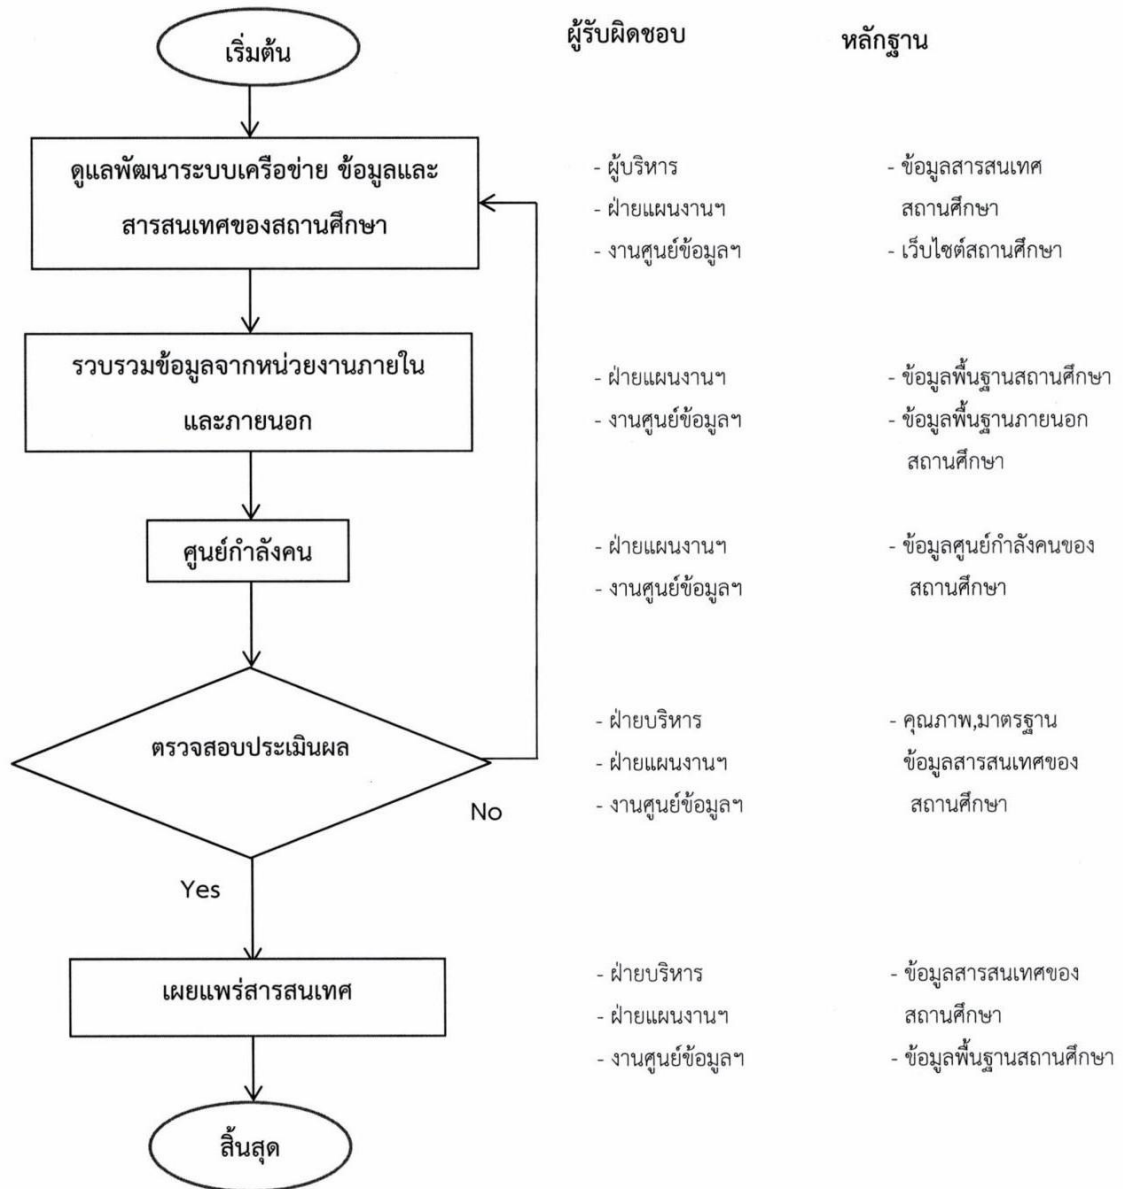 เริ่มต้น
ผู้รับผิดชอบ
หลักฐาน
ดูแลพัฒนาระบบเครือข่าย ข้อมูลและ
สารสนเทศของสถานศึกษา
- ผู้บริหาร
- ฝ่ายแผนงานฯ
- งานศูนย์ข้อมูลฯ
- ข้อมูลสารสนเทศ
สถานศึกษา
- เว็บไซต์สถานศึกษา
รวบรวมข้อมูลจากหน่วยงานภายใน
และภายนอก
- ฝ่ายแผนงานฯ
- งานศูนย์ข้อมูลฯ
- ข้อมูลพื้นฐานสถานศึกษา
- ข้อมูลพื้นฐานภายนอก
สถานศึกษา
ศูนย์กำลังคน
- ฝ่ายแผนงานฯ
- งานศูนย์ข้อมูลฯ
- ข้อมูลศูนย์กำลังคนของ
สถานศึกษา
ตรวจสอบประเมินผล
No
Yes
- ฝ่ายบริหาร
- ฝ่ายแผนงานฯ
- งานศูนย์ข้อมูลฯ
- คุณภาพ,มาตรฐาน
ข้อมูลสารสนเทศของ
สถานศึกษา
เผยแพร่สารสนเทศ
- ฝ่ายบริหาร
- ฝ่ายแผนงานฯ
- งานศูนย์ข้อมูลฯ
- ข้อมูลสารสนเทศของ
สถานศึกษา
- ข้อมูลพื้นฐานสถานศึกษา
สิ้นสุด